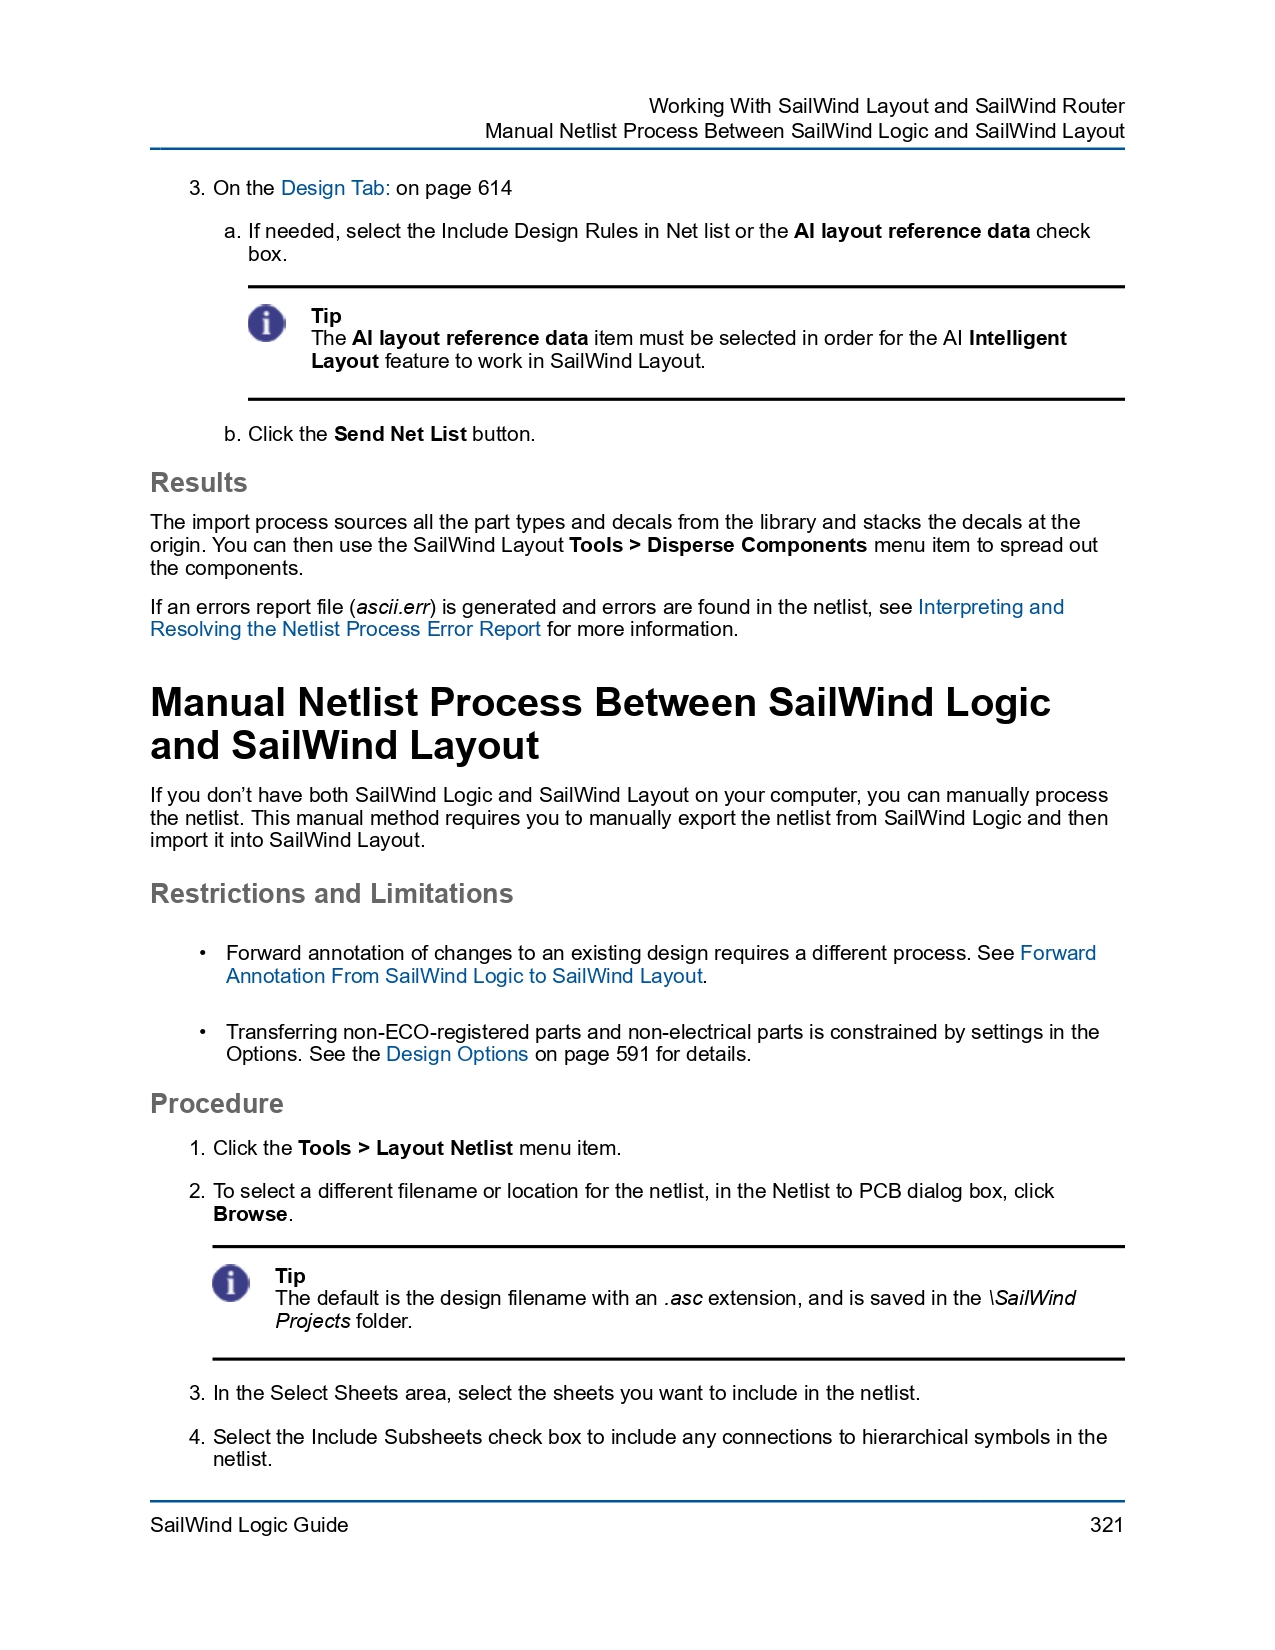 Working With SailWind Layout and SailWind Router
Manual Netlist Process Between SailWind Logic and SailWind Layout
3. On the Design Tab: on page 614
a. If needed, select the Include Design Rules in Net list or the AI layout reference data check
box.
Tip
The AI layout reference data item must be selected in order for the AI Intelligent
Layout feature to work in SailWind Layout.
b. Click the Send Net List button.
Results
The import process sources all the part types and decals from the library and stacks the decals at the
origin. You can then use the SailWind Layout Tools > Disperse Components menu item to spread out
the components.
If an errors report file (ascii.err) is generated and errors are found in the netlist, see Interpreting and
Resolving the Netlist Process Error Report for more information.
Manual Netlist Process Between SailWind Logic
and SailWind Layout
If you don’t have both SailWind Logic and SailWind Layout on your computer, you can manually process
the netlist. This manual method requires you to manually export the netlist from SailWind Logic and then
import it into SailWind Layout.
Restrictions and Limitations
• Forward annotation of changes to an existing design requires a different process. See Forward
Annotation From SailWind Logic to SailWind Layout.
• Transferring non-ECO-registered parts and non-electrical parts is constrained by settings in the
Options. See the Design Options on page 591 for details.
Procedure
1. Click the Tools > Layout Netlist menu item.
2. To select a different filename or location for the netlist, in the Netlist to PCB dialog box, click
Browse.
Tip
The default is the design filename with an .asc extension, and is saved in the \SailWind
Projects folder.
3. In the Select Sheets area, select the sheets you want to include in the netlist.
4. Select the Include Subsheets check box to include any connections to hierarchical symbols in the
netlist.
SailWind Logic Guide 321